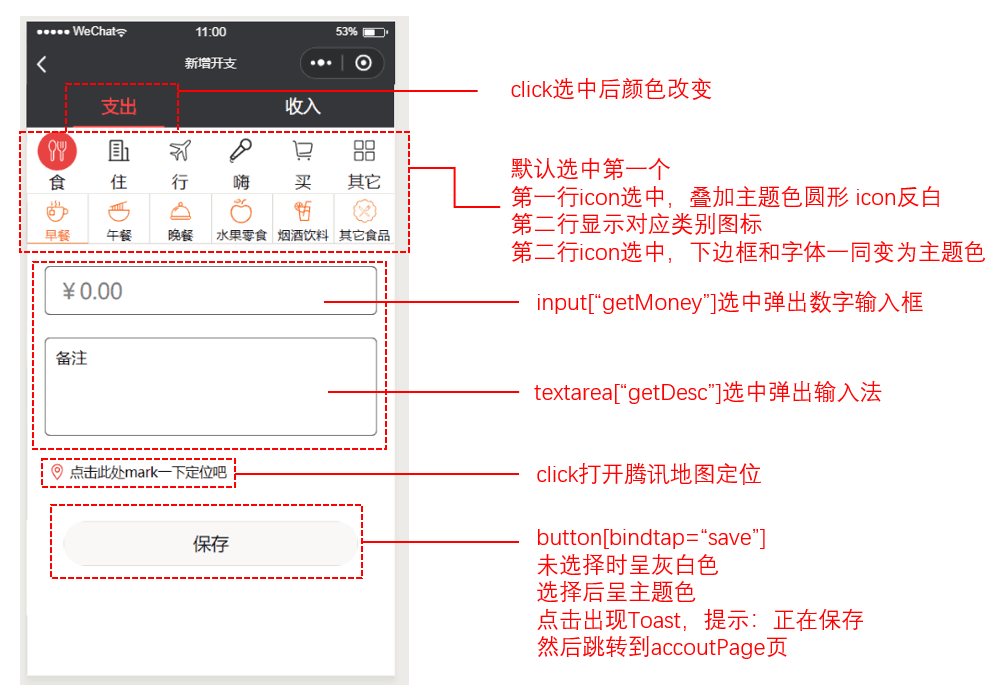 WeChat
11:00
53%
新增开支
支出
收入
食
住
行
嗨
买
其它
早餐
午餐
晚餐
水果零食
烟酒饮料
其它食品
￥0.00
备注
点击此处mark一下定位吧
保存
click选中后颜色改变
默认选中第一个
第一行icon选中，叠加主题色圆形 icon反白
第二行显示对应类别图标
第二行icon选中，下边框和字体一同变为主题色
input[“getMoney”]选中弹出数字输入框
textarea[“getDesc”]选中弹出输入法
click打开腾讯地图定位
button[bindtap=“save”]
未选择时呈灰白色
选择后呈主题色
点击出现Toast，提示：正在保存
然后跳转到accoutPage页